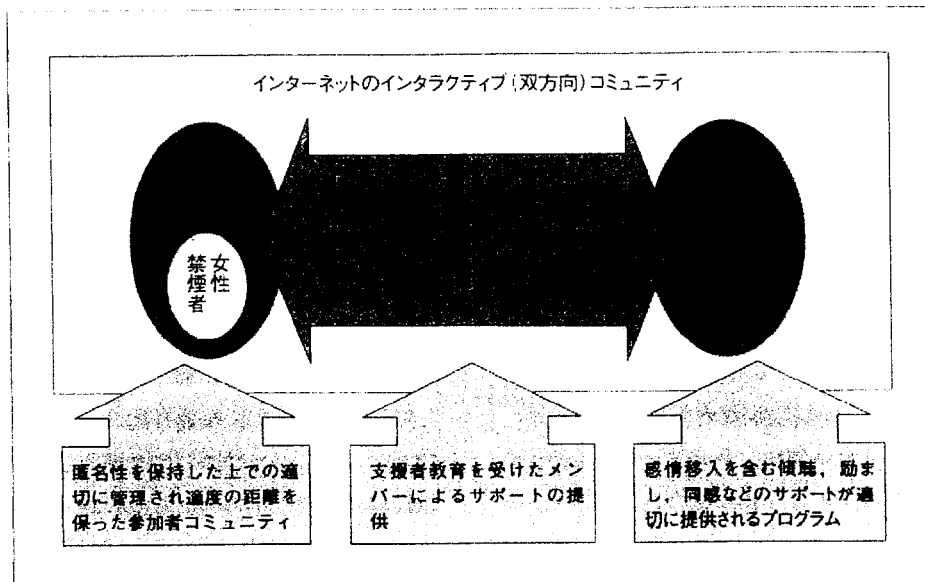 インターネットのインタラクティブ(双方向)コミュニティ
女性
禁煙者
匿名性を保持した上での適
切に管理され適度の距離を
保った参加者コミュニティ
支援者教育を受けたメン
バーによるサポートの提
供
感情移入を含む傾聴，励ま
し，同感などのサポートが適
切に提供されるプログラム